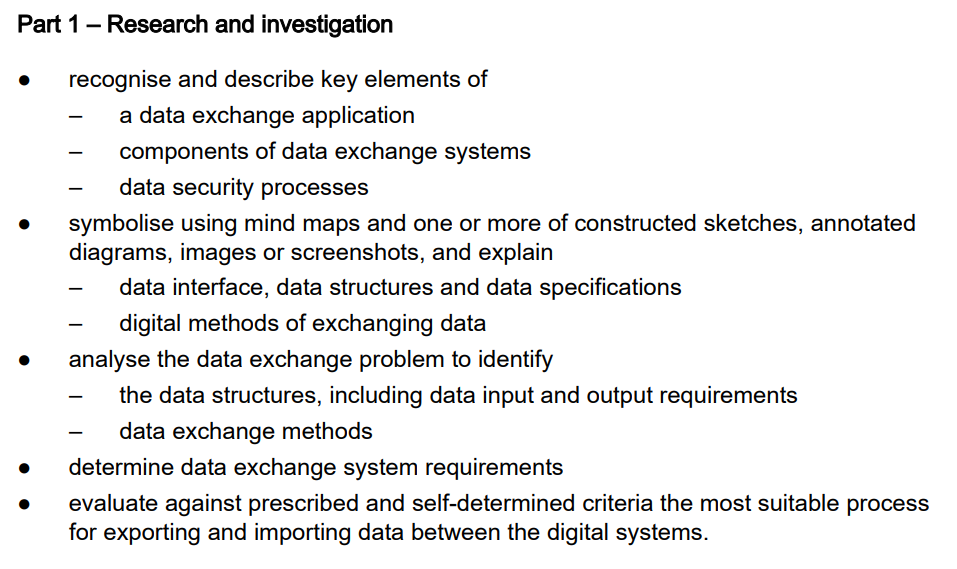 Part 1 – Research and investigation
● recognise and describe key elements of
– a data exchange application
– components of data exchange systems
– data security processes
● symbolise using mind maps and one or more of constructed sketches, annotated
diagrams, images or screenshots, and explain
– data interface, data structures and data specifications
– digital methods of exchanging data
● analyse the data exchange problem to identify
– the data structures, including data input and output requirements
– data exchange methods
● determine data exchange system requirements
● evaluate against prescribed and self-determined criteria the most suitable process
for exporting and importing data between the digital systems.